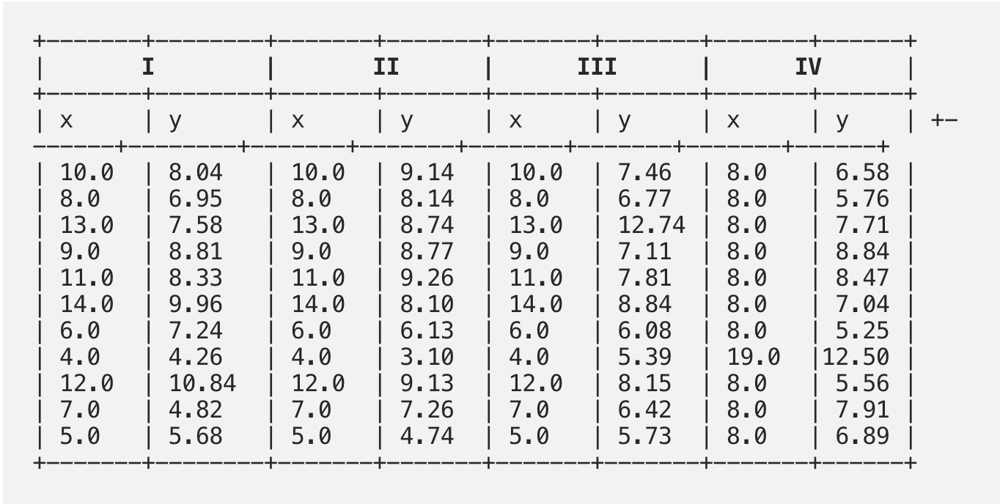 +-------+--------+-------+-------+-------+-------+-------+------+
| I | II | III | IV |
+-------+--------+-------+-------+-------+-------+-------+------+
| x | y | x | y | x | y | x | y | +-
------+--------+-------+-------+-------+-------+-------+------+
| 10.0 | 8.04 | 10.0 | 9.14 | 10.0 | 7.46 | 8.0 | 6.58 |
| 8.0 | 6.95 | 8.0 | 8.14 | 8.0 | 6.77 | 8.0 | 5.76 |
| 13.0 | 7.58 | 13.0 | 8.74 | 13.0 | 12.74 | 8.0 | 7.71 |
| 9.0 | 8.81 | 9.0 | 8.77 | 9.0 | 7.11 | 8.0 | 8.84 |
| 11.0 | 8.33 | 11.0 | 9.26 | 11.0 | 7.81 | 8.0 | 8.47 |
| 14.0 | 9.96 | 14.0 | 8.10 | 14.0 | 8.84 | 8.0 | 7.04 |
| 6.0 | 7.24 | 6.0 | 6.13 | 6.0 | 6.08 | 8.0 | 5.25 |
| 4.0 | 4.26 | 4.0 | 3.10 | 4.0 | 5.39 | 19.0 |12.50 |
| 12.0 | 10.84 | 12.0 | 9.13 | 12.0 | 8.15 | 8.0 | 5.56 |
| 7.0 | 4.82 | 7.0 | 7.26 | 7.0 | 6.42 | 8.0 | 7.91 |
| 5.0 | 5.68 | 5.0 | 4.74 | 5.0 | 5.73 | 8.0 | 6.89 |
+-------+--------+-------+-------+-------+-------+-------+------+